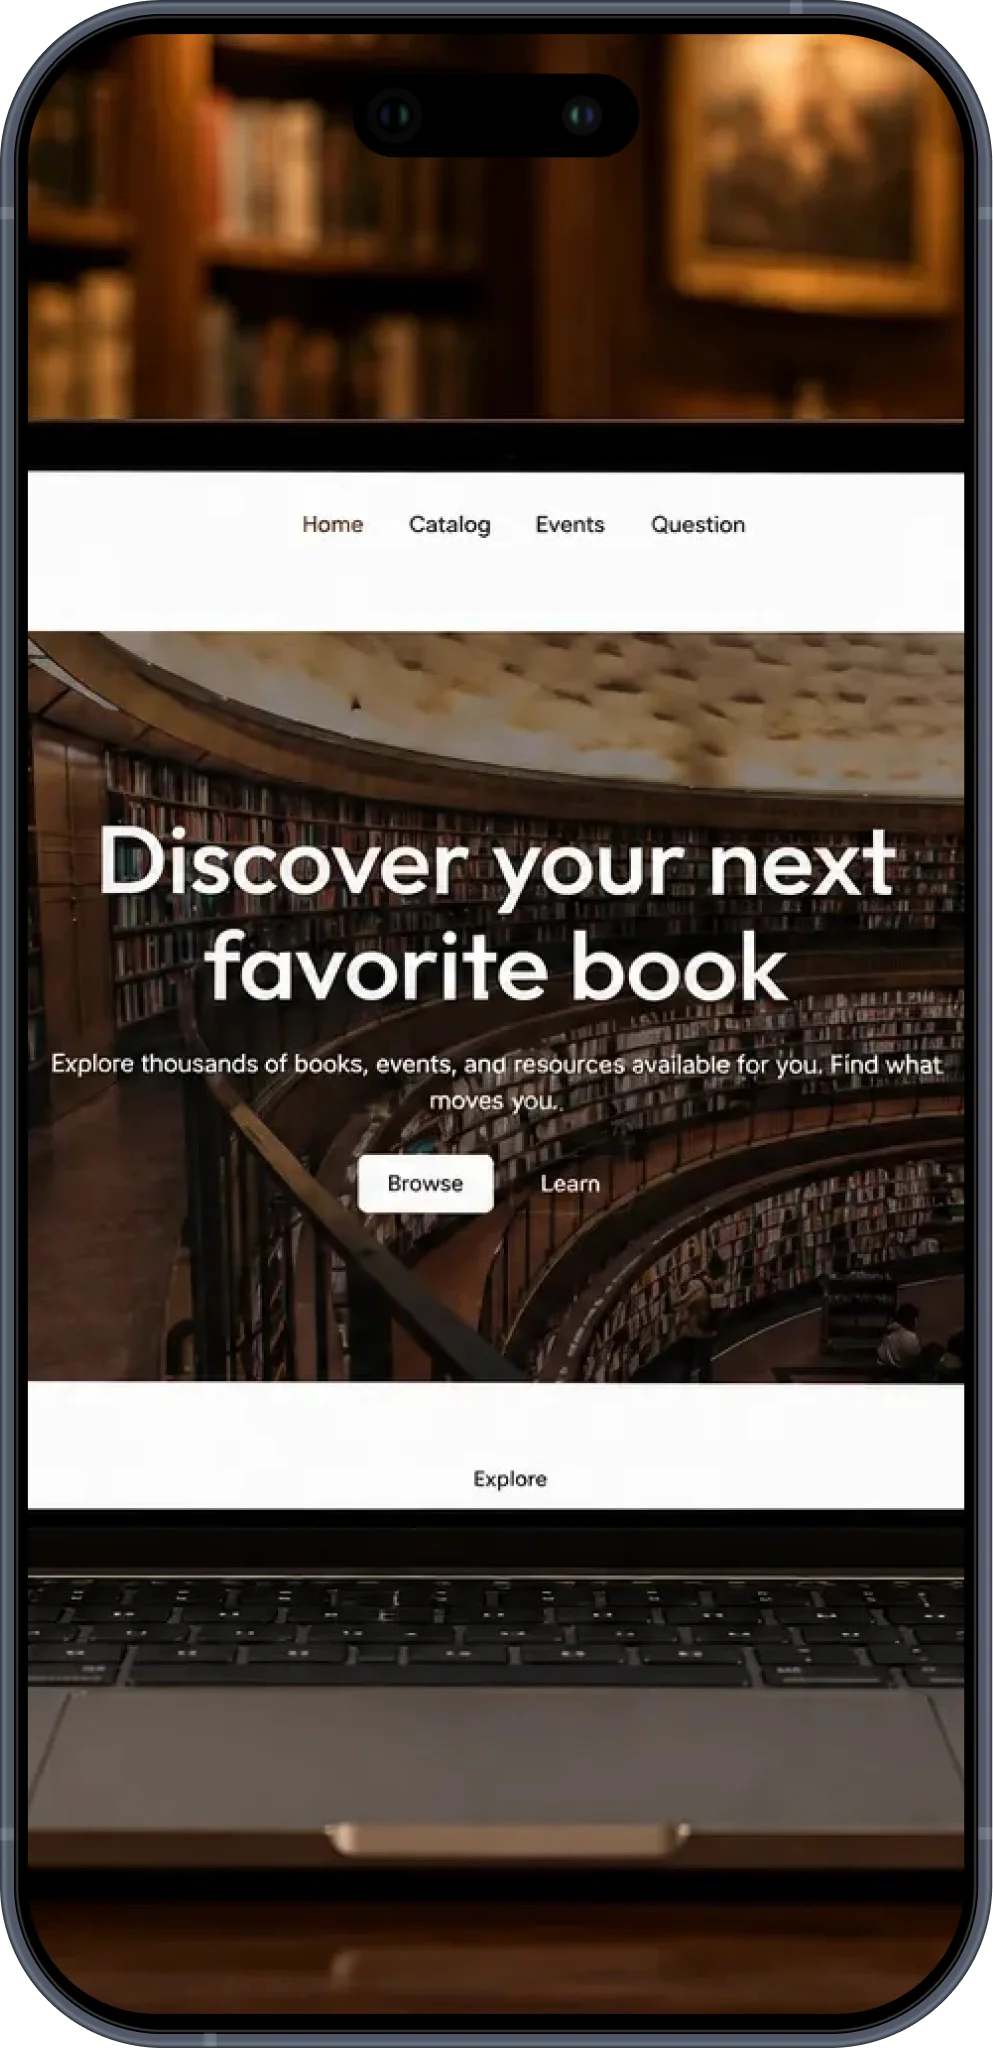 Home Catalog Events Question
Discover your next
favorite book
Explore thousands of books, events, and resources available for you. Find what
moves you..
Browse Learn
Explore